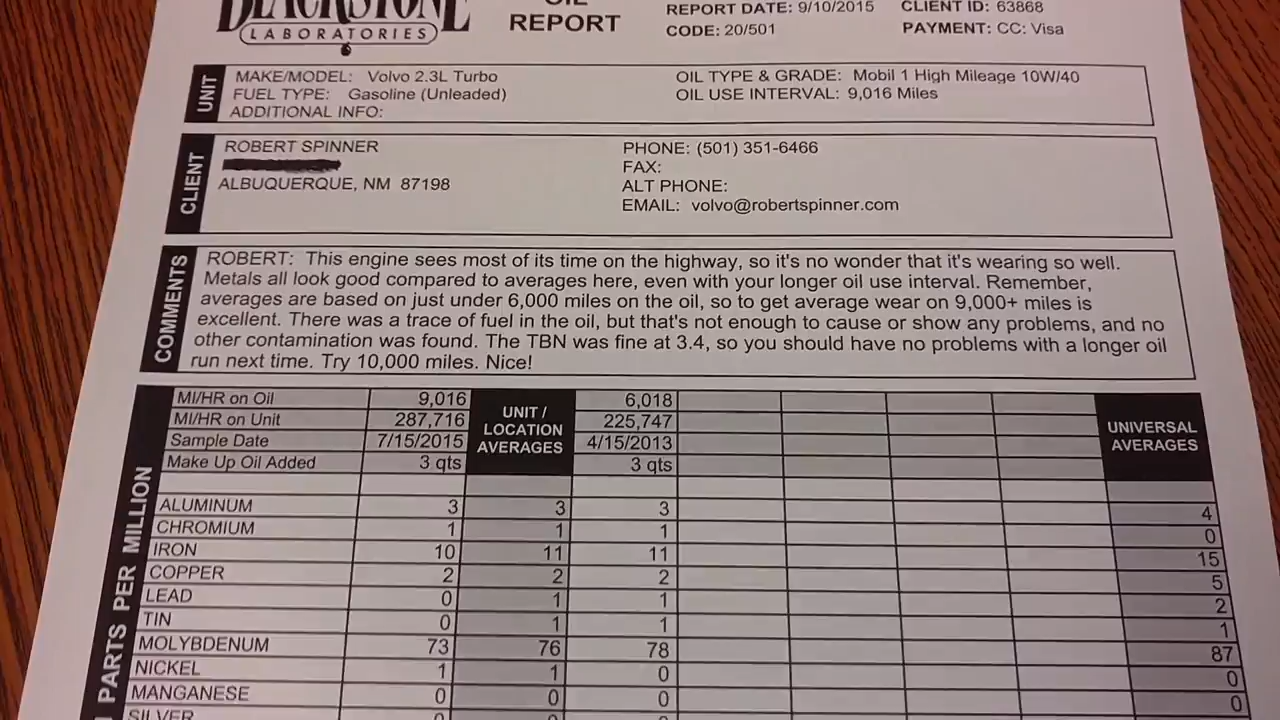 BLACKSTONE
LABORATORIES
OIL
REPORT
REPORT DATE: 9/10/2015
CODE: 20/501
CLIENT ID: 63868
PAYMENT: CC: Visa
UNIT
MAKE/MODEL: Volvo 2.3L Turbo
FUEL TYPE: Gasoline (Unleaded)
ADDITIONAL INFO:
OIL TYPE & GRADE: Mobil 1 High Mileage 10W/40
OIL USE INTERVAL: 9,016 Miles
CLIENT
ROBERT SPINNER
ALBUQUERQUE, NM 87198
PHONE: (501) 351-6466
FAX:
ALT PHONE:
EMAIL: volvo@robertspinner.com
COMMENTS
ROBERT: This engine sees most of its time on the highway, so it's no wonder that it's wearing so well.
Metals all look good compared to averages here, even with your longer oil use interval. Remember,
averages are based on just under 6,000 miles on the oil, so to get average wear on 9,000+ miles is
excellent. There was a trace of fuel in the oil, but that's not enough to cause or show any problems, and no
other contamination was found. The TBN was fine at 3.4, so you should have no problems with a longer oil
run next time. Try 10,000 miles. Nice!
MI/HR on Oil 9,016 6,018
MI/HR on Unit 287,716 225,747
Sample Date 7/15/2015 4/15/2013
Make Up Oil Added 3 qts 3 qts
UNIT /
LOCATION
AVERAGES
UNIVERSAL
AVERAGES
PARTS PER MILLION
ALUMINUM 3 3 3 4
CHROMIUM 1 1 1 0
IRON 10 11 11 15
COPPER 2 2 2 5
LEAD 0 1 1 2
TIN 0 1 1 1
MOLYBDENUM 73 76 78 87
NICKEL 1 1 0 0
MANGANESE 0 0 0 0
SILVER 0 0 0